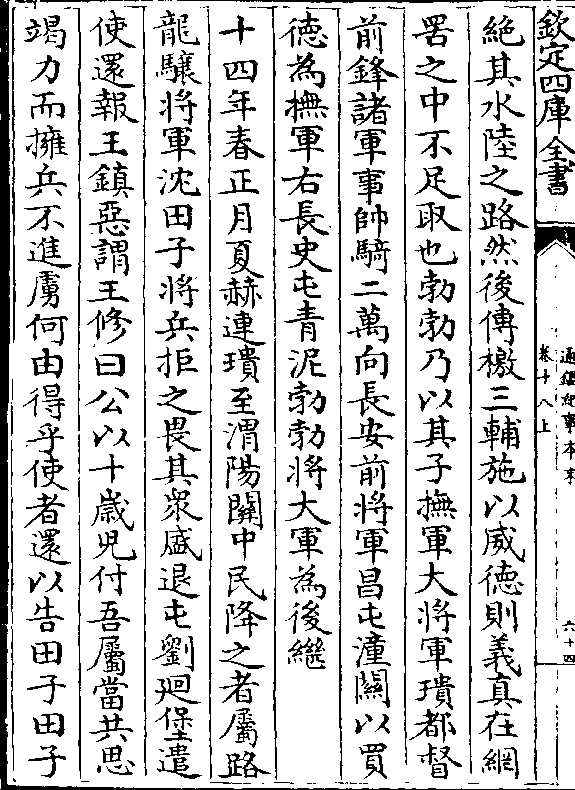 欽定四庫全書
通鑑紀事本末
卷十八上
六十四
絶其水陸之路然後傳檄三輔施以威德則義真在網
罟之中不足取也勃勃乃以其子撫軍大將軍璝都督
前鋒諸軍事帥騎二萬向長安前將軍昌屯潼關以買
德為撫軍右長史屯青泥勃勃將大軍為後繼
十四年春正月夏赫連璝至渭陽關中民降之者屬路
龍驤將軍沈田子將兵拒之畏其衆盛退屯劉廻堡遣
使還報王鎮惡謂王修曰公以十歳兒付吾屬當共思
竭力而擁兵不進虜何由得乎使者還以告田子田子